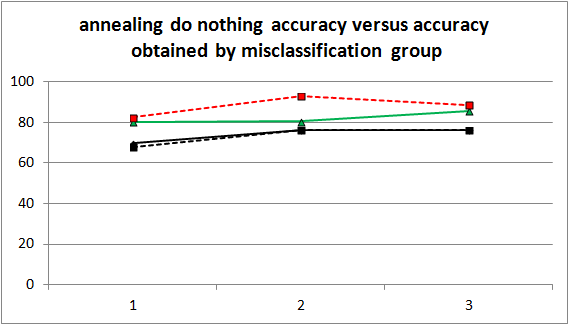 annealing do nothing accuracy versus accuracy
obtained by misclassification group
100
80
60
40
20
0
1 2 3